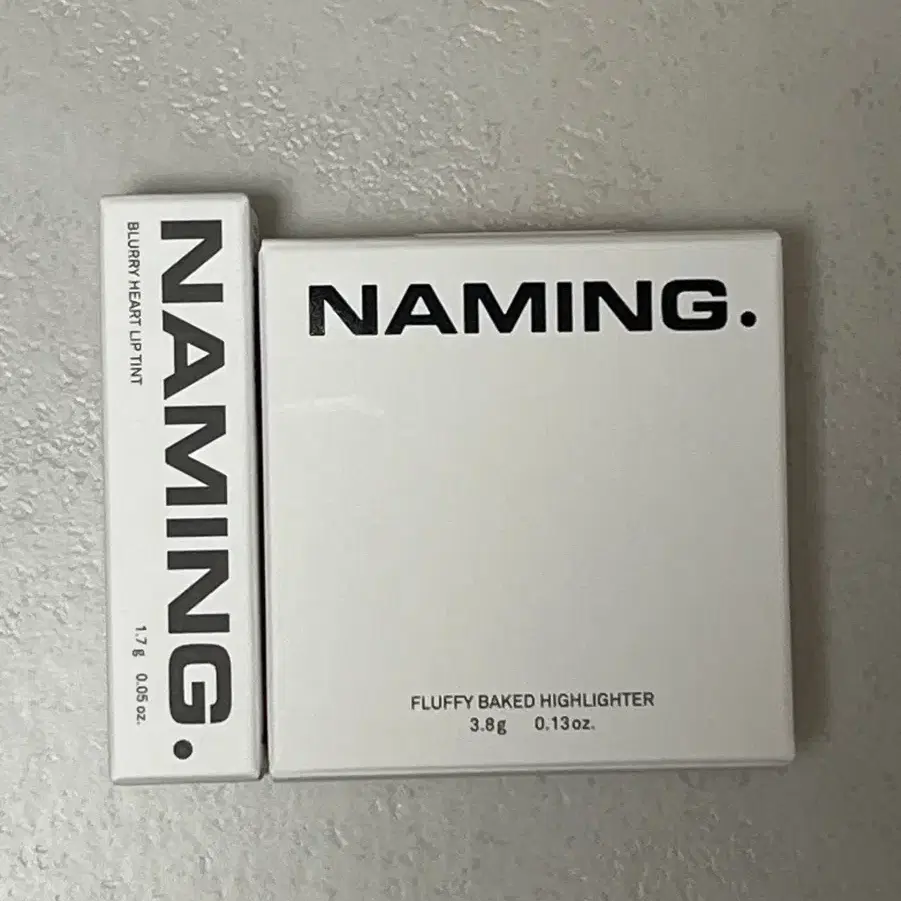 NAMING.
BLURRY HEART LIP TINT
1.7 g 0.05 oz.
NAMING.
FLUFFY BAKED HIGHLIGHTER
3.8g 0.13oz.